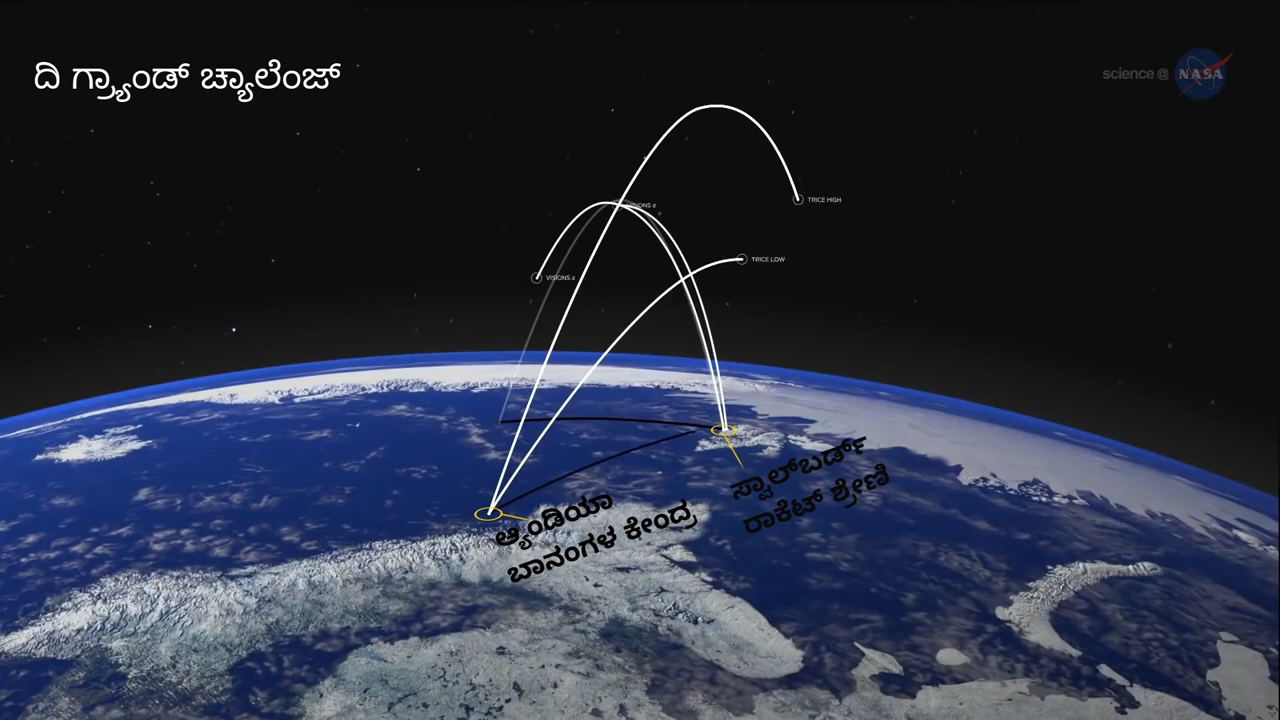 ದಿ ಗ್ರ್ಯಾಂಡ್ ಚ್ಯಾಲೆಂಜ್
science @ NASA
TRICE HIGH
VISIONS 2
TRICE LOW
VISIONS 2
ಸ್ವಾಲ್‌ಬರ್ಡ್
ರಾಕೆಟ್ ಶ್ರೇಣಿ
ಆ್ಯಂಡಿಯಾ
ಬಾನಂಗಳ ಕೇಂದ್ರ